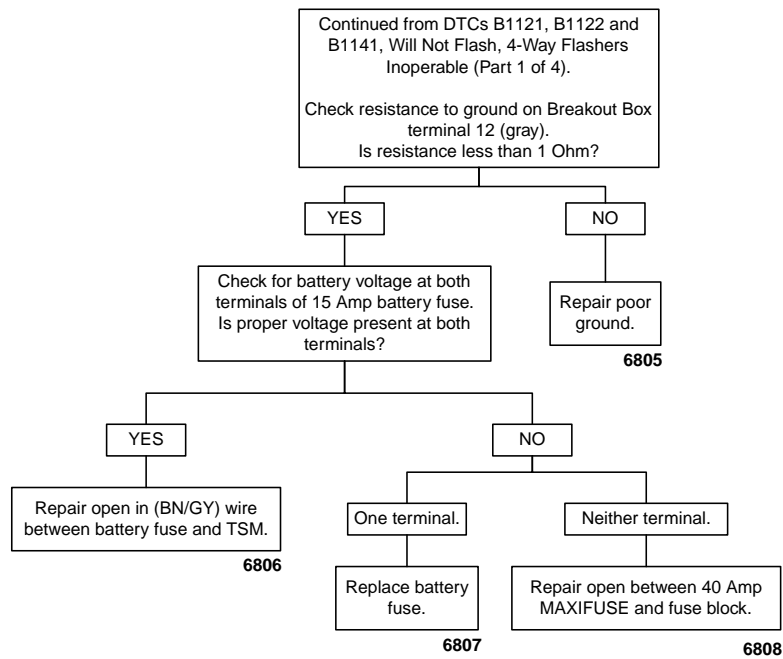 Continued from DTCs B1121, B1122 and
B1141, Will Not Flash, 4-Way Flashers
Inoperable (Part 1 of 4).
Check resistance to ground on Breakout Box
terminal 12 (gray).
Is resistance less than 1 Ohm?
YES
NO
Check for battery voltage at both
terminals of 15 Amp battery fuse.
Is proper voltage present at both
terminals?
Repair poor
ground.
6805
YES
NO
Repair open in (BN/GY) wire
between battery fuse and TSM.
6806
One terminal.
Neither terminal.
Replace battery
fuse.
6807
Repair open between 40 Amp
MAXIFUSE and fuse block.
6808